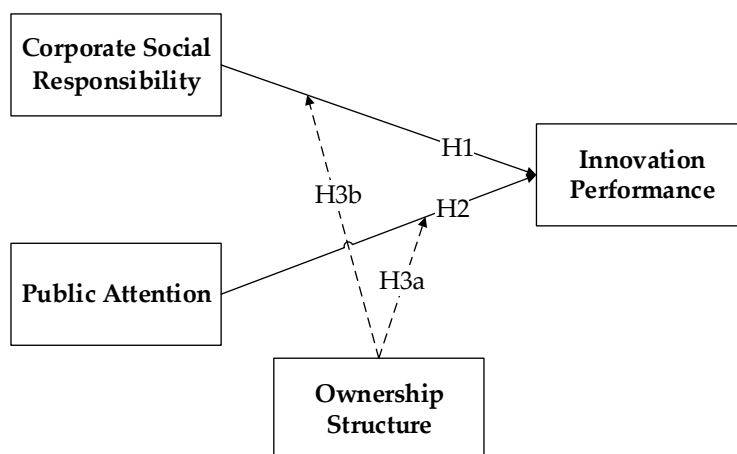 Corporate Social
Responsibility
H1
Innovation
Performance
H3b
H2
Public Attention
H3a
Ownership
Structure